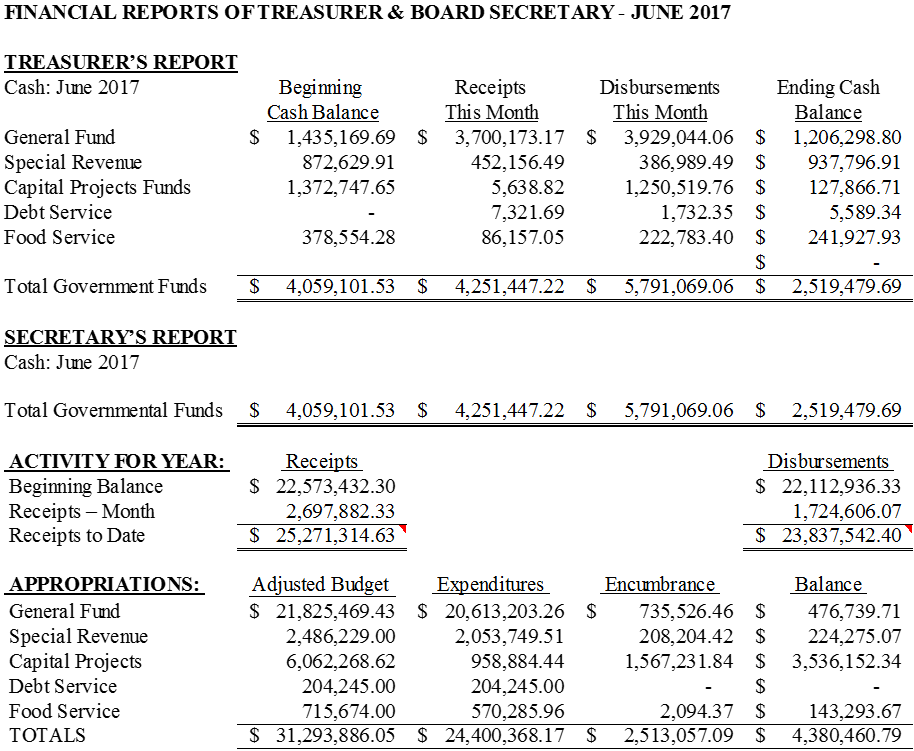 FINANCIAL REPORTS OF TREASURER & BOARD SECRETARY - JUNE 2017
TREASURER'S REPORT
Cash: June 2017 Beginning Receipts Disbursements Ending Cash
Cash Balance This Month This Month Balance
General Fund $ 1,435,169.69 $ 3,700,173.17 $ 3,929,044.06 $ 1,206,298.80
Special Revenue 872,629.91 452,156.49 386,989.49 $ 937,796.91
Capital Projects Funds 1,372,747.65 5,638.82 1,250,519.76 $ 127,866.71
Debt Service - 7,321.69 1,732.35 $ 5,589.34
Food Service 378,554.28 86,157.05 222,783.40 $ 241,927.93
$ -
Total Government Funds $ 4,059,101.53 $ 4,251,447.22 $ 5,791,069.06 $ 2,519,479.69
SECRETARY'S REPORT
Cash: June 2017
Total Governmental Funds $ 4,059,101.53 $ 4,251,447.22 $ 5,791,069.06 $ 2,519,479.69
ACTIVITY FOR YEAR: Receipts Disbursements
Beginning Balance $ 22,573,432.30 $ 22,112,936.33
Receipts – Month 2,697,882.33 1,724,606.07
Receipts to Date $ 25,271,314.63 $ 23,837,542.40
APPROPRIATIONS: Adjusted Budget Expenditures Encumbrance Balance
General Fund $ 21,825,469.43 $ 20,613,203.26 $ 735,526.46 $ 476,739.71
Special Revenue 2,486,229.00 2,053,749.51 208,204.42 $ 224,275.07
Capital Projects 6,062,268.62 958,884.44 1,567,231.84 $ 3,536,152.34
Debt Service 204,245.00 204,245.00 - $ -
Food Service 715,674.00 570,285.96 2,094.37 $ 143,293.67
TOTALS $ 31,293,886.05 $ 24,400,368.17 $ 2,513,057.09 $ 4,380,460.79